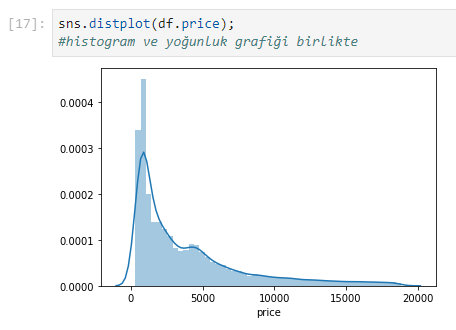 [17]: sns.distplot(df.price);
#histogram ve yoğunluk grafiği birlikte
0.0004
0.0003
0.0002
0.0001
0.0000
0 5000 10000 15000 20000
price